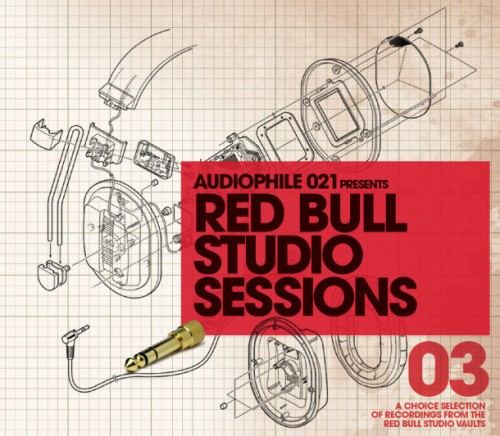 AUDIOPHILE 021 PRESENTS
RED BULL
STUDIO
SESSIONS
03
A CHOICE SELECTION
OF RECORDINGS FROM THE
RED BULL STUDIO VAULTS